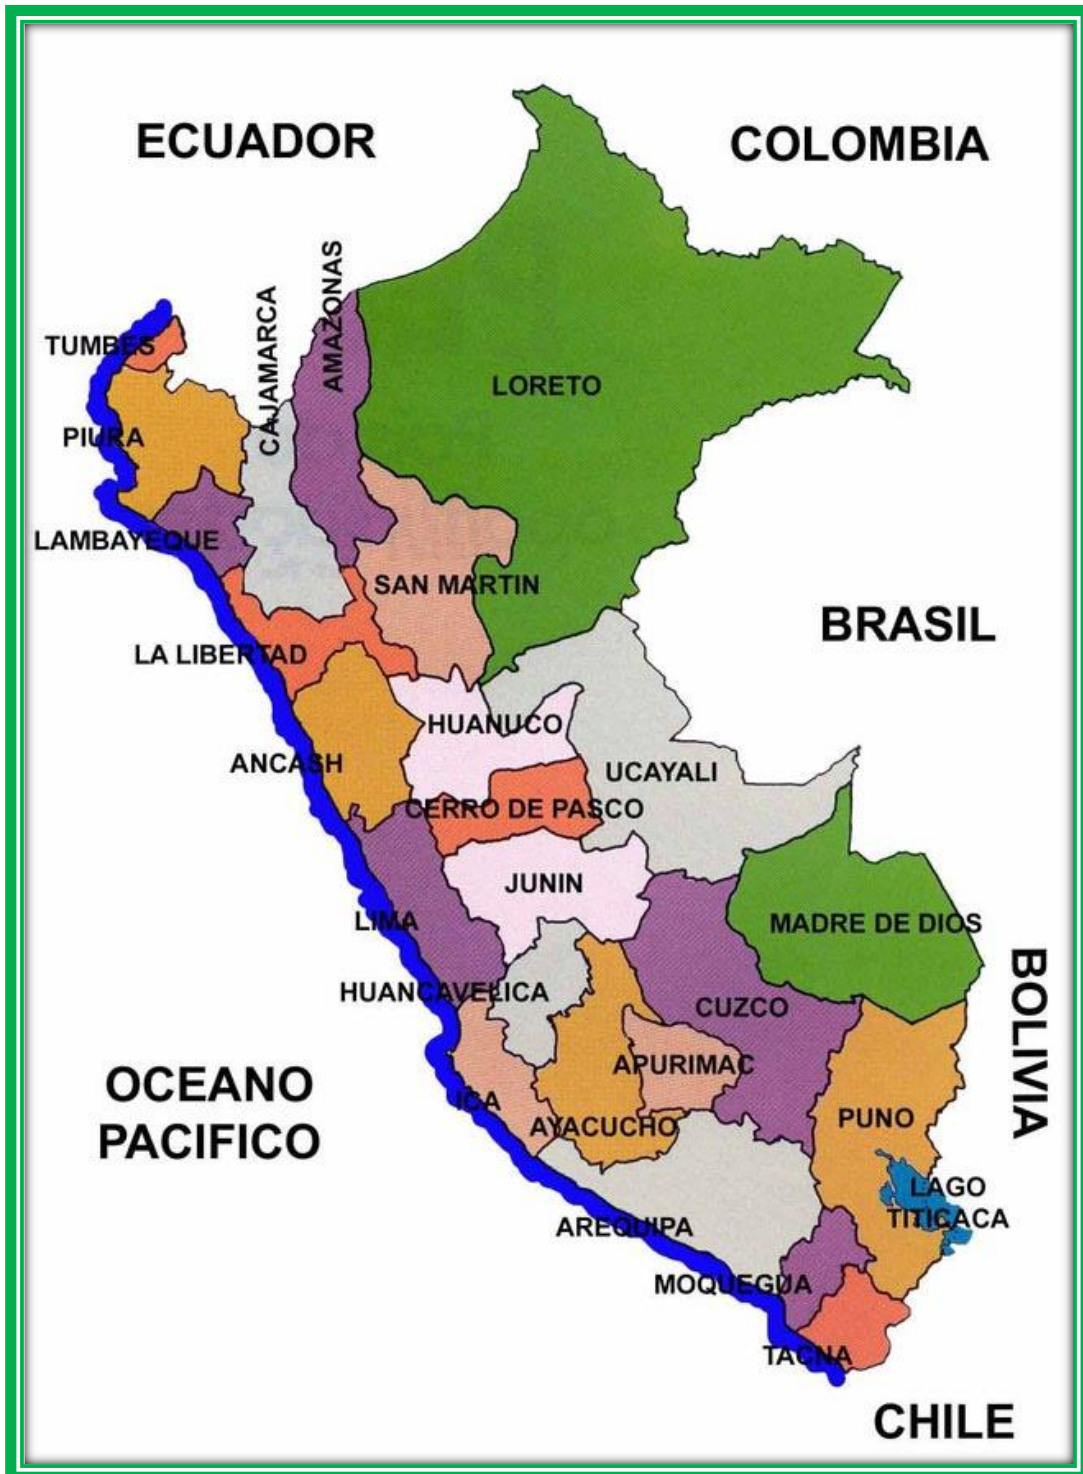 ECUADOR
COLOMBIA
AMAZONAS
CAJAMARCA
TUMBES
LORETO
PIURA
LAMBAYEQUE
SAN MARTIN
BRASIL
LA LIBERTAD
HUANUCO
ANCASH
UCAYALI
CERRO DE PASCO
JUNIN
LIMA
MADRE DE DIOS
HUANCAVELICA
CUZCO
BOLIVIA
APURIMAC
OCEANO
PACIFICO
ICA
AYACUCHO
PUNO
LAGO
TITICACA
AREQUIPA
MOQUEGUA
TACNA
CHILE